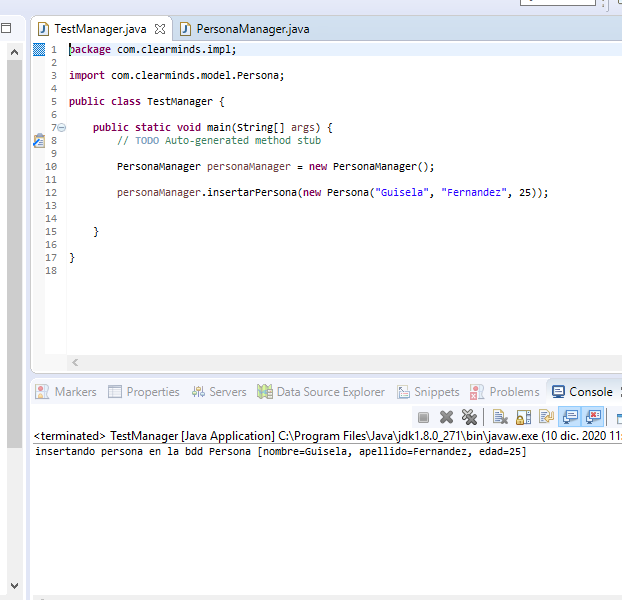 TestManager.java PersonaManager.java
1 package com.clearminds.impl;
2
3 import com.clearminds.model.Persona;
4
5 public class TestManager {
6
7 public static void main(String[] args) {
8 // TODO Auto-generated method stub
9
10 PersonaManager personaManager = new PersonaManager();
11
12 personaManager.insertarPersona(new Persona("Guisela", "Fernandez", 25));
13
14
15 }
16
17 }
18
Markers Properties Servers Data Source Explorer Snippets Problems Console
<terminated> TestManager [Java Application] C:\Program Files\Java\jdk1.8.0_271\bin\javaw.exe (10 dic. 2020 11:
insertando persona en la bdd Persona [nombre=Guisela, apellido=Fernandez, edad=25]